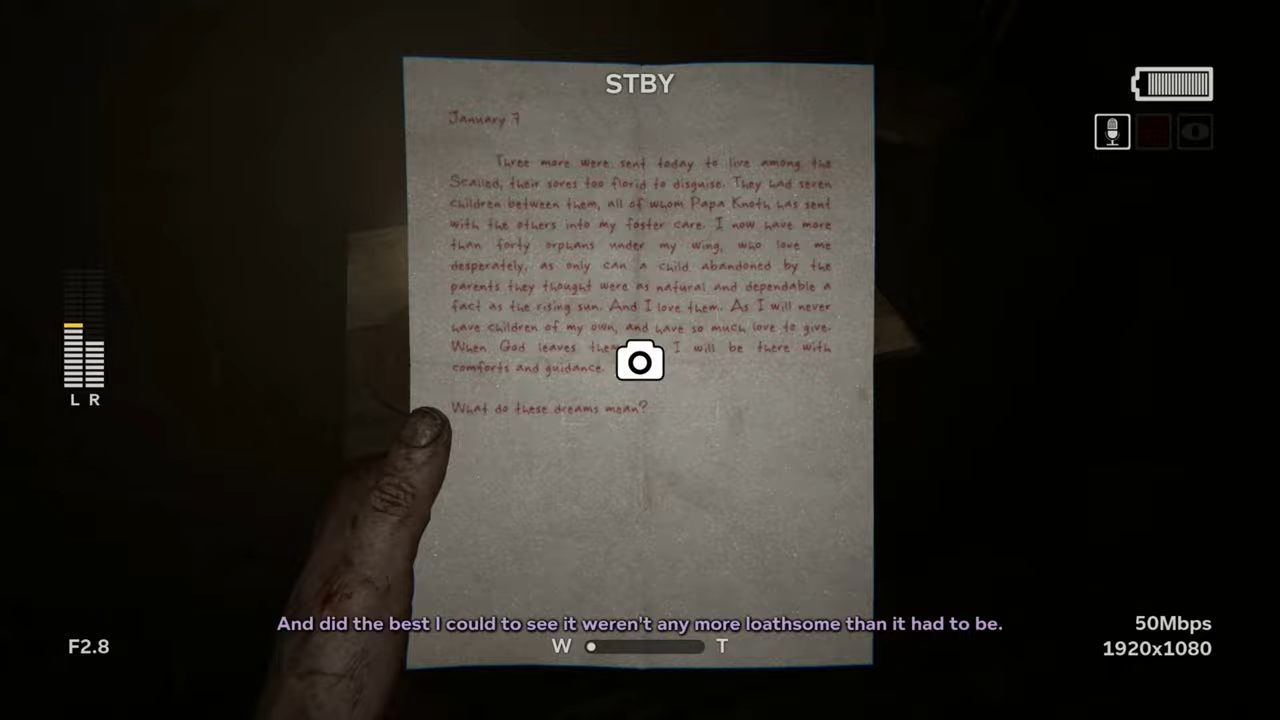 STBY
January 7
Three more were sent today to live among the
Scalled, their sores too florid to disguise. They had seven
children between them, all of whom Papa Knoth has sent
with the others into my foster care. I now have more
than forty orphans under my wing, who love me
desperately, as only can a child abandoned by the
parents they thought were as natural and dependable a
fact as the rising sun. And I love them. As I will never
have children of my own, and have so much love to give.
When God leaves I will be there with
comforts and guidance.
What do these dreams mean?
L R
And did the best I could to see it weren't any more loathsome than it had to be.
F2.8
W T
50Mbps
1920x1080